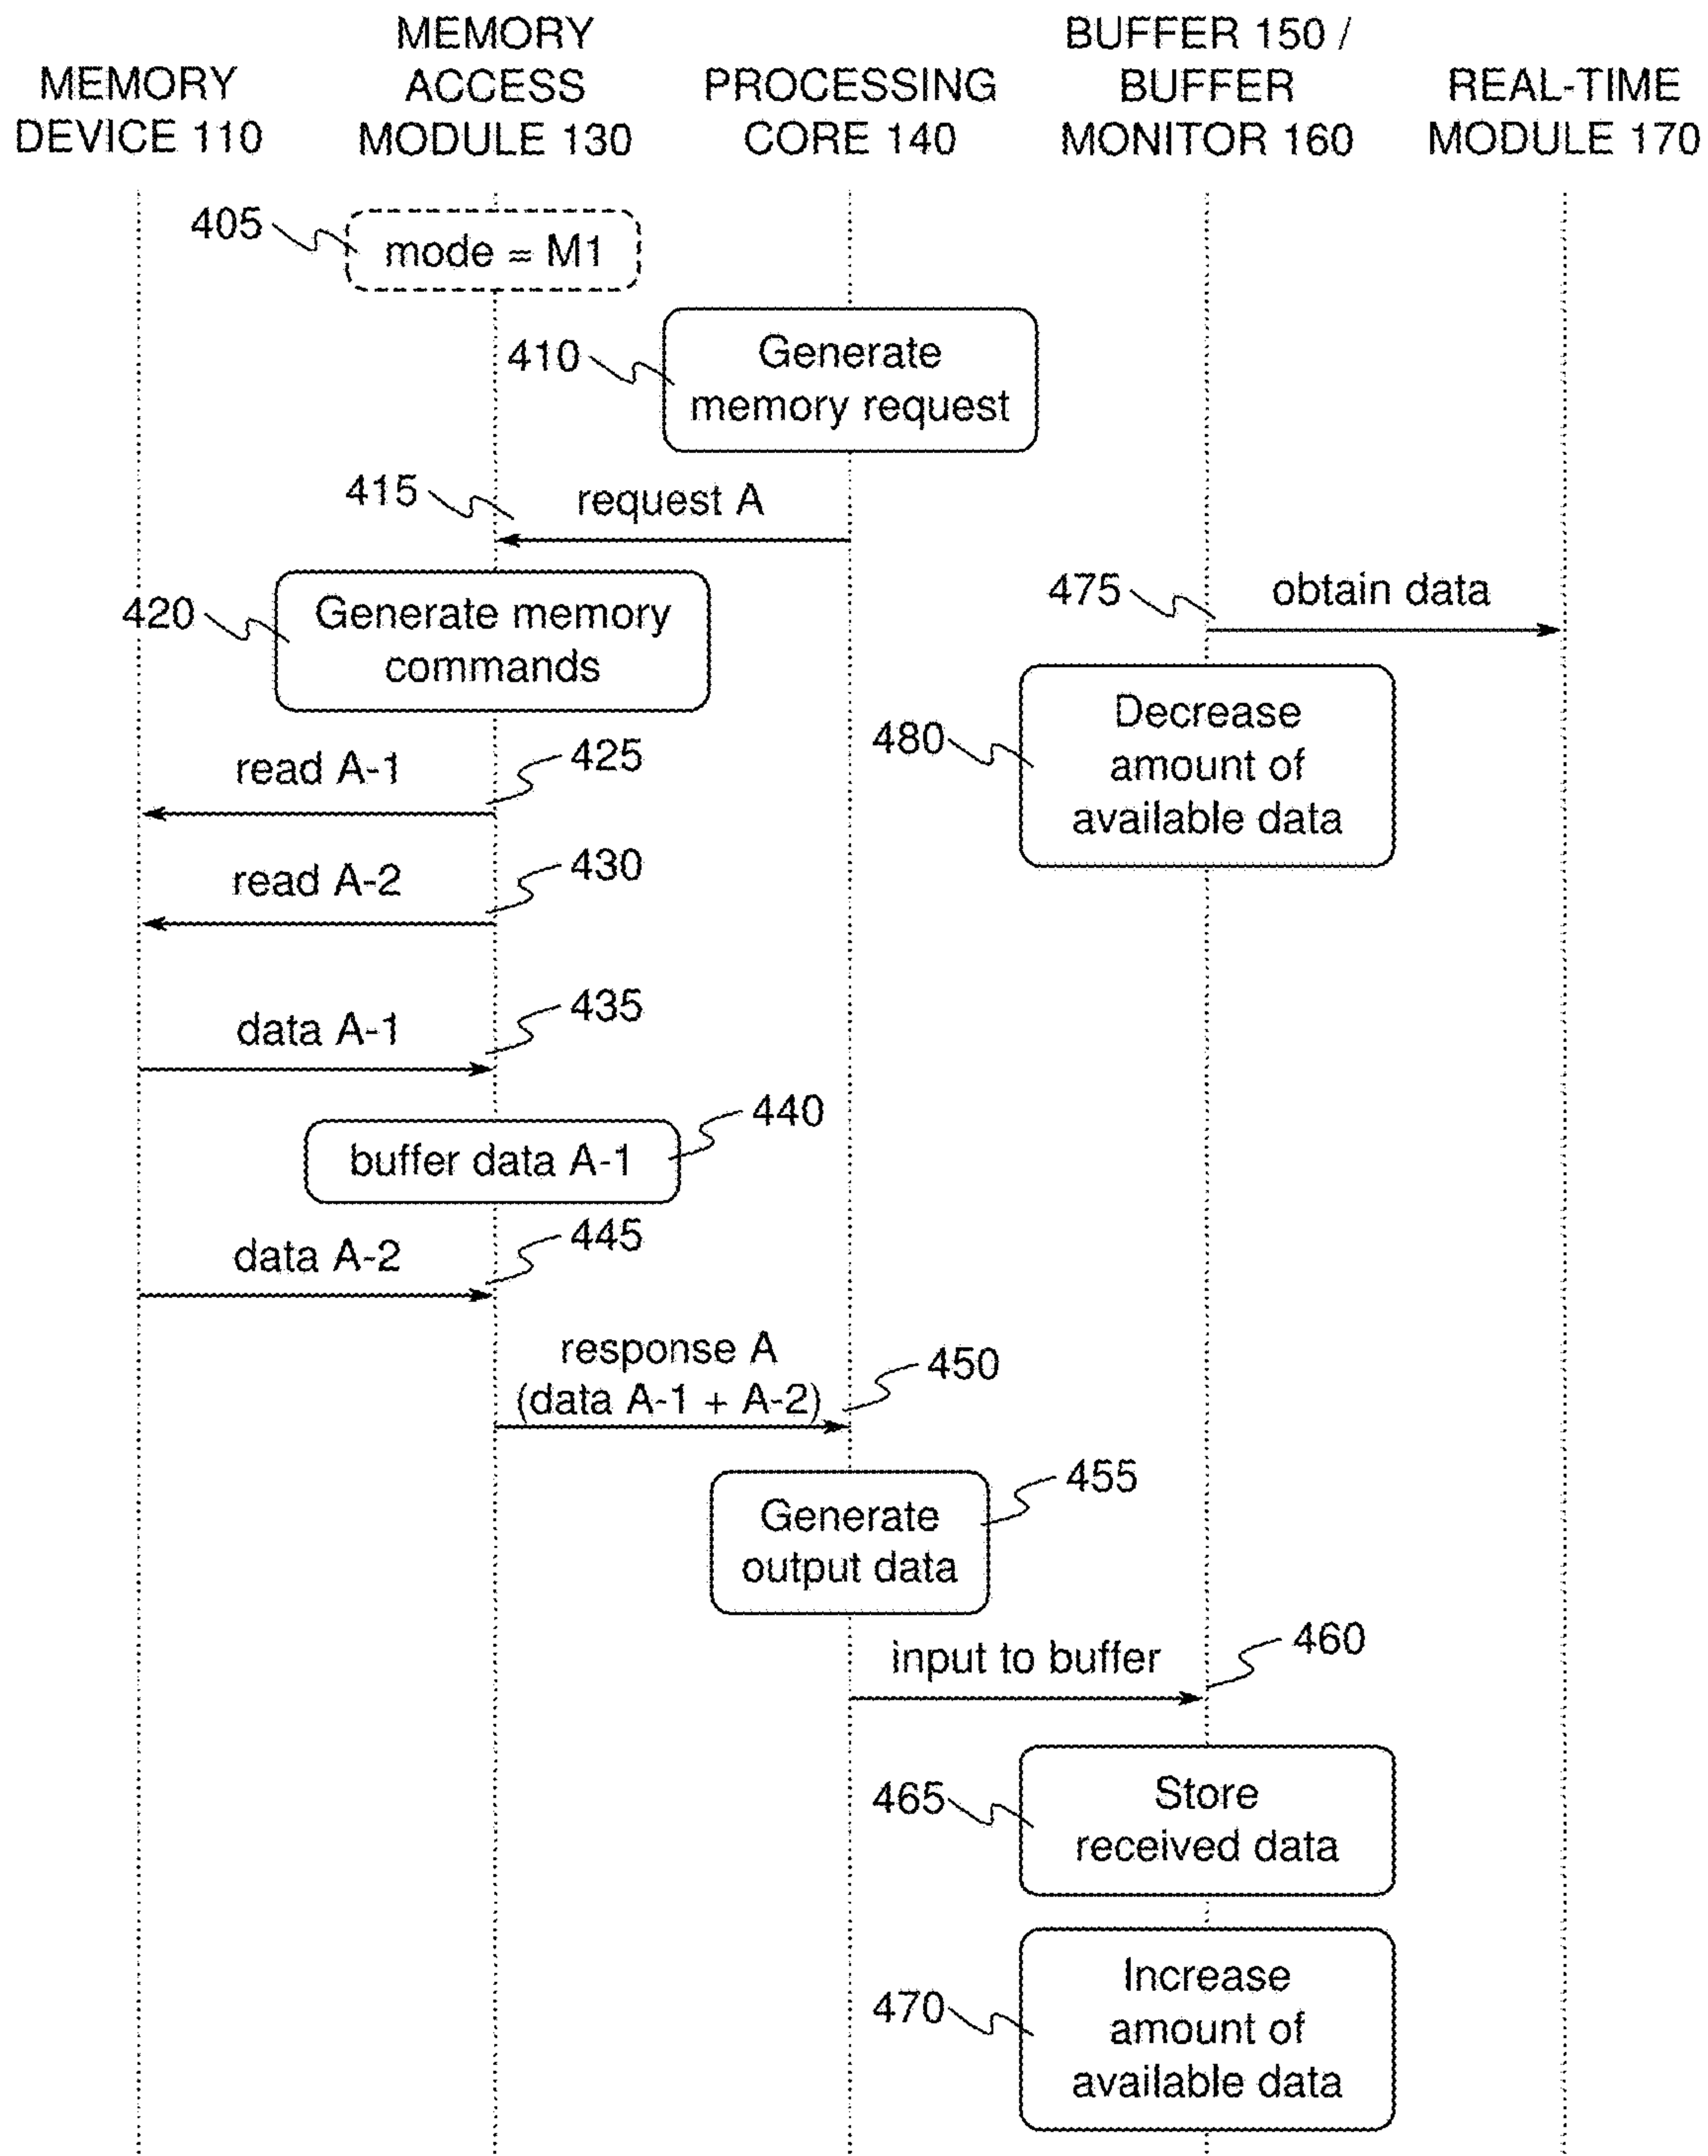 MEMORY
DEVICE 110
MEMORY
ACCESS
MODULE 130
PROCESSING
CORE 140
BUFFER 150 /
BUFFER
MONITOR 160
REAL-TIME
MODULE 170
405
mode = M1
410
Generate
memory request
415
request A
420
Generate memory
commands
475
obtain data
480
Decrease
amount of
available data
read A-1
425
read A-2
430
data A-1
435
buffer data A-1
440
data A-2
445
response A
(data A-1 + A-2)
450
Generate
output data
455
input to buffer
460
465
Store
received data
470
Increase
amount of
available data